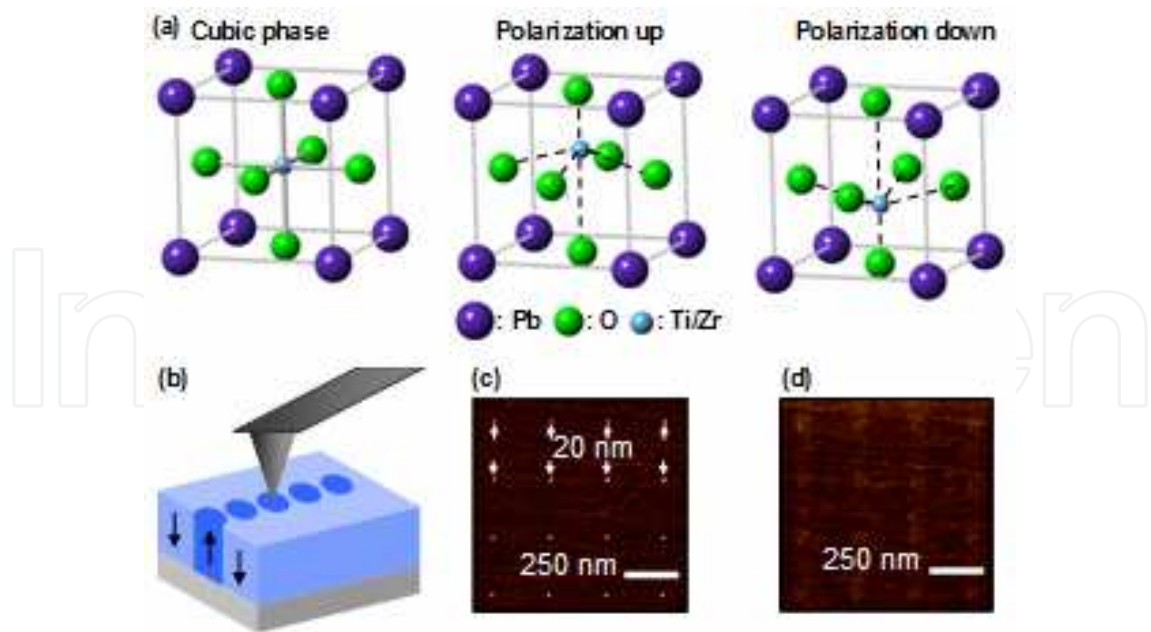 (a) Cubic phase Polarization up Polarization down
: Pb : O : Ti/Zr
(b) (c) (d)
20 nm
250 nm 250 nm